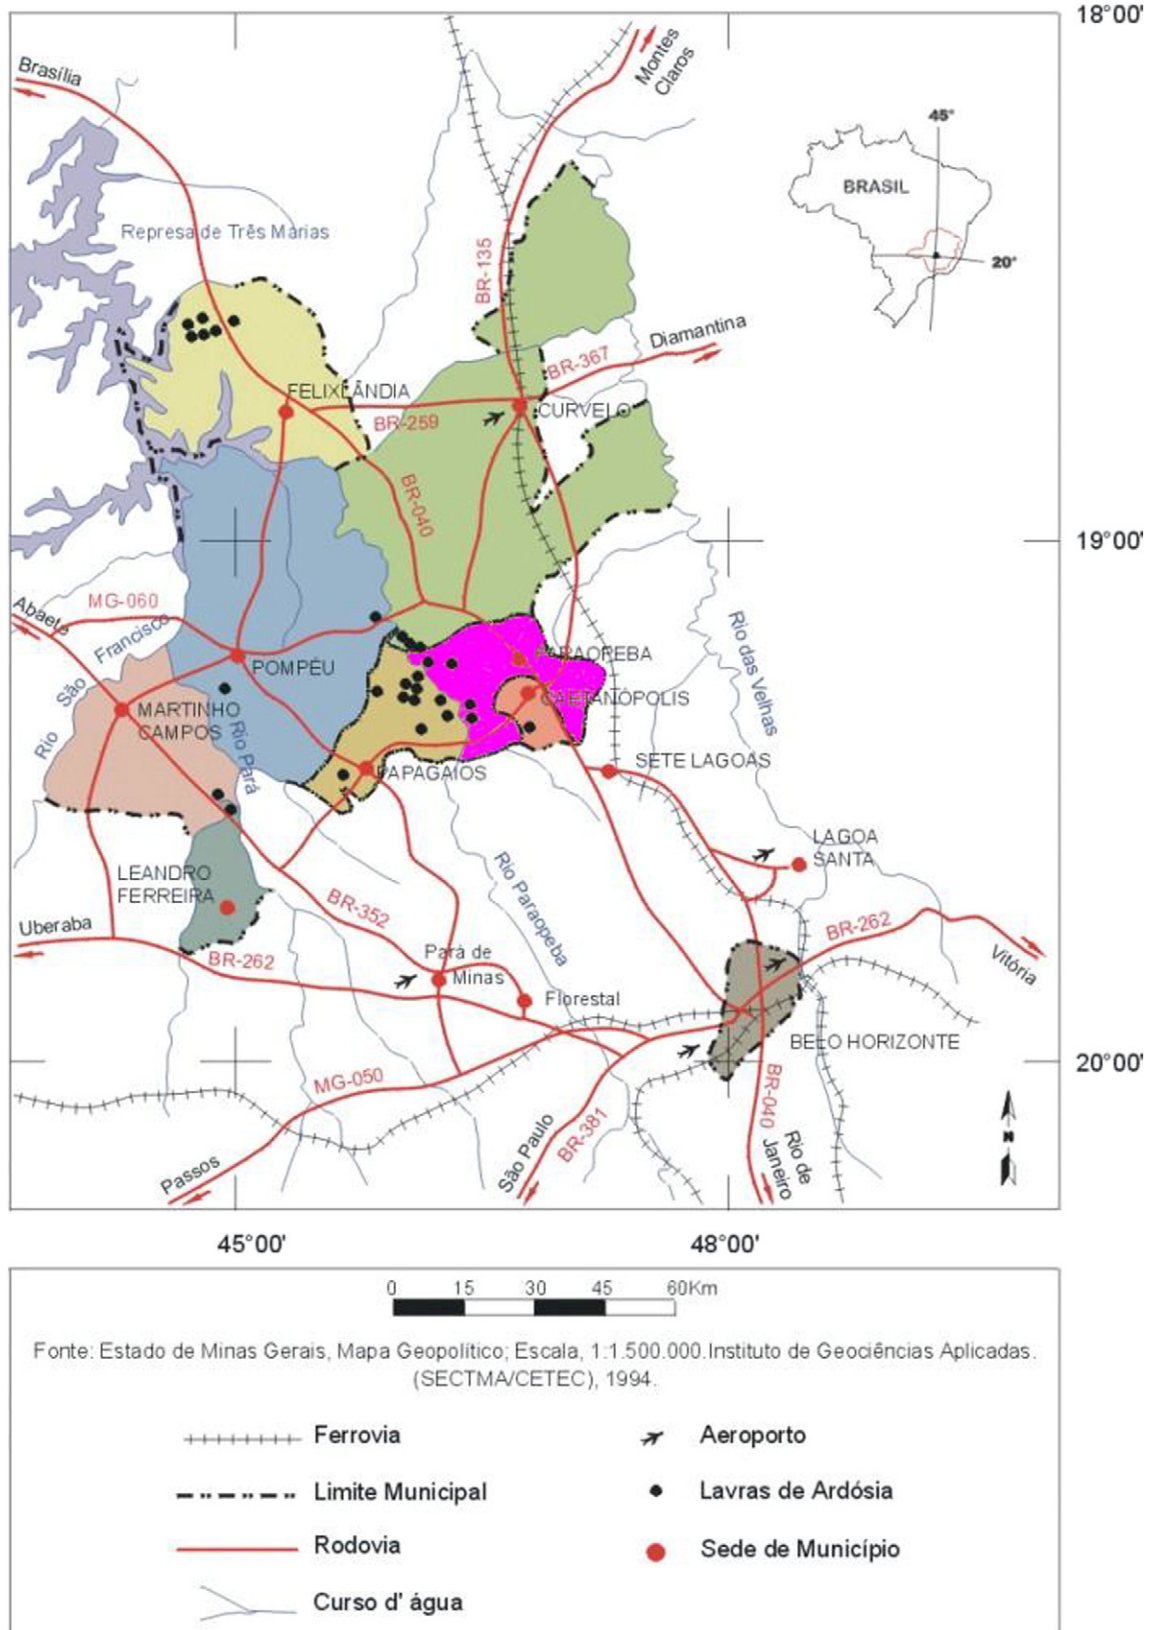 18°00'
Brasília
Montes
Claros
45°
BRASIL
20°
Represa de Três Marias
BR-135
Diamantina
BR-367
FELIXLÂNDIA
CURVELO
BR-259
BR-040
19°00'
MG-060
Abaete
Rio São Francisco
POMPÉU
PARAOPEBA
CAETANÓPOLIS
Rio das Velhas
MARTINHO
CAMPOS
Rio Pará
PAPAGAIOS
SETE LAGOAS
LAGOA
SANTA
LEANDRO
FERREIRA
Rio Paraopeba
BR-352
Uberaba
BR-262
BR-262
Vitória
Pará de
Minas
Florestal
BELO HORIZONTE
20°00'
MG-050
BR-040
BR-381
São Paulo
Rio de
Janeiro
Passos
N
45°00'
48°00'
0 15 30 45 60Km
Fonte: Estado de Minas Gerais, Mapa Geopolítico; Escala, 1:1.500.000.Instituto de Geociências Aplicadas.
(SECTMA/CETEC), 1994.
Ferrovia
Aeroporto
Limite Municipal
Lavras de Ardósia
Rodovia
Sede de Município
Curso d' água